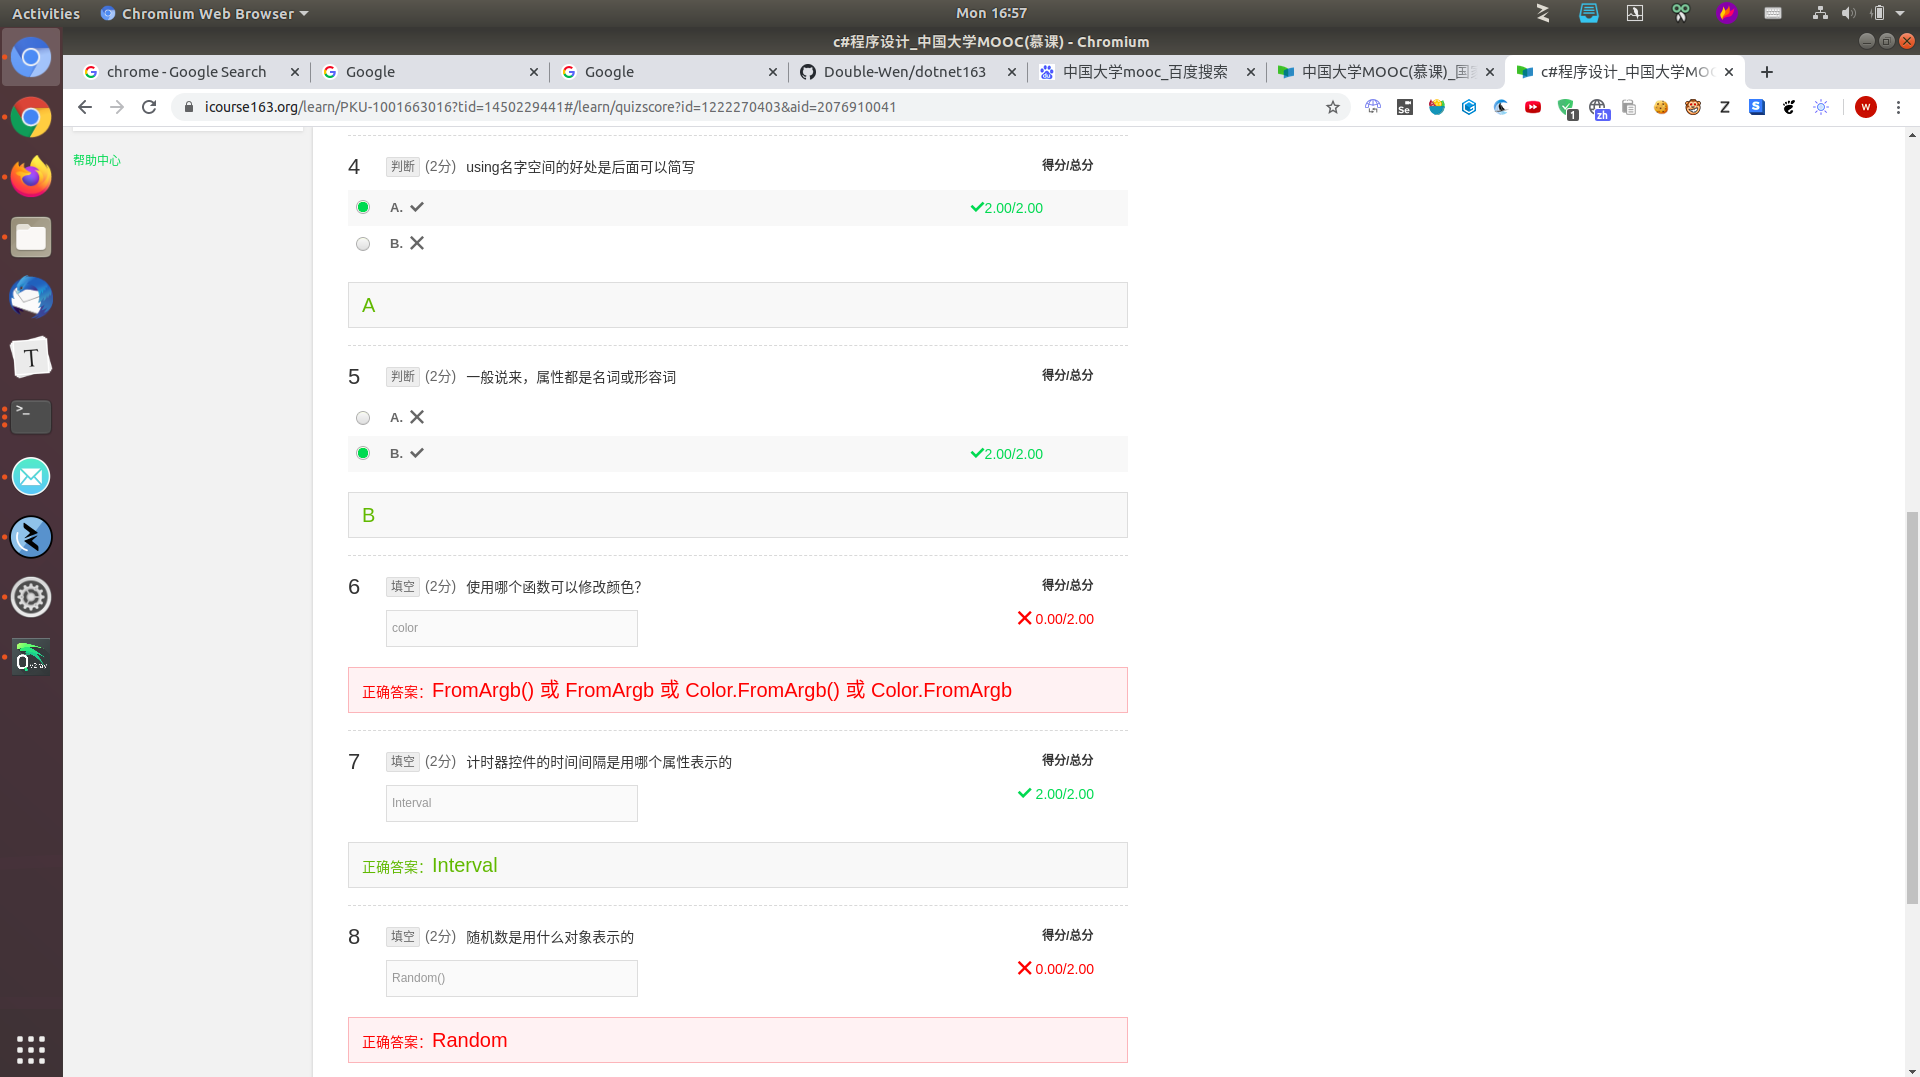 Activities
Chromium Web Browser
Mon 16:57
c#程序设计_中国大学MOOC(慕课) - Chromium
chrome - Google Search
Google
Google
Double-Wen/dotnet163
中国大学mooc_百度搜索
中国大学MOOC(慕课)_国
c#程序设计_中国大学MOO
icourse163.org/learn/PKU-1001663016?tid=1450229441#/learn/quizscore?id=1222270403&aid=2076910041
Se
1
zh
Z
S
W
帮助中心
4 判断 (2分) using名字空间的好处是后面可以简写 得分/总分
A. 2.00/2.00
B.
A
5 判断 (2分) 一般说来，属性都是名词或形容词 得分/总分
A.
B. 2.00/2.00
B
6 填空 (2分) 使用哪个函数可以修改颜色？ 得分/总分
color 0.00/2.00
正确答案：FromArgb() 或 FromArgb 或 Color.FromArgb() 或 Color.FromArgb
7 填空 (2分) 计时器控件的时间间隔是用哪个属性表示的 得分/总分
Interval 2.00/2.00
正确答案：Interval
8 填空 (2分) 随机数是用什么对象表示的 得分/总分
Random() 0.00/2.00
正确答案：Random